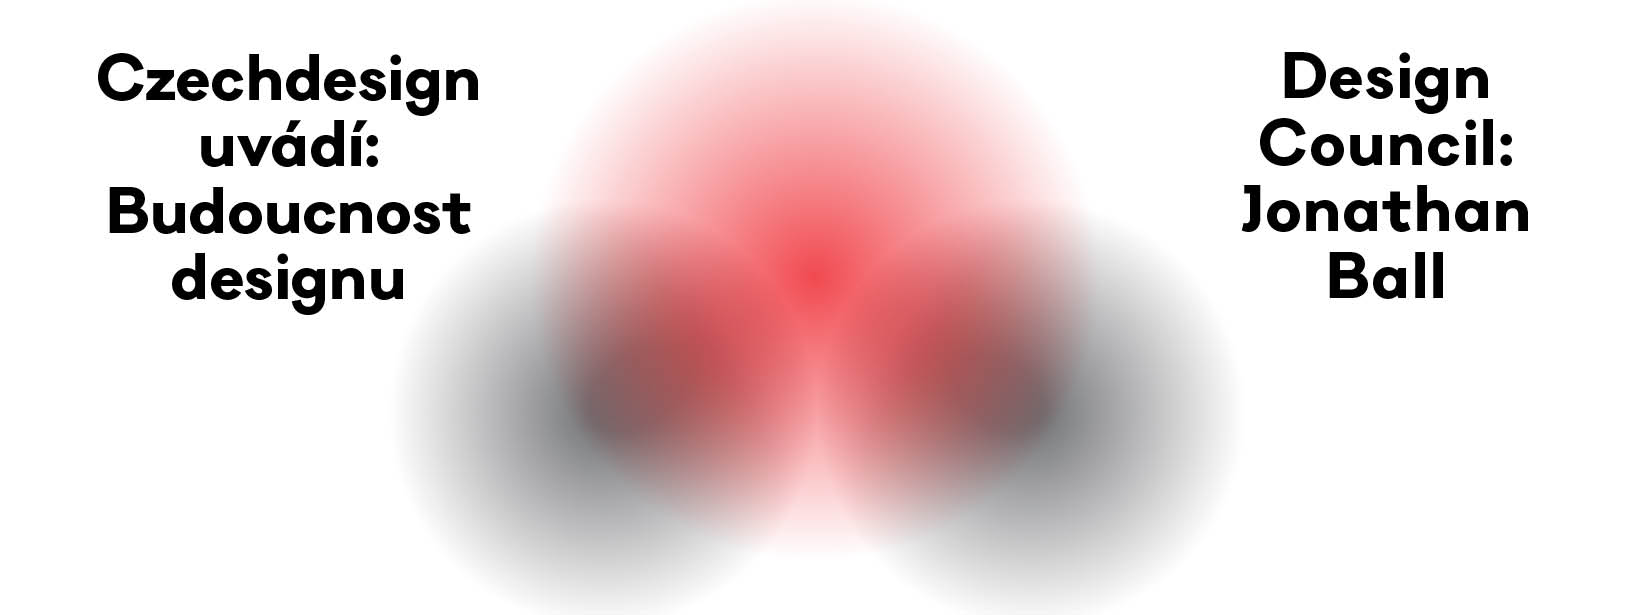 Czechdesign
uvádí:
Budoucnost
designu
Design
Council:
Jonathan
Ball